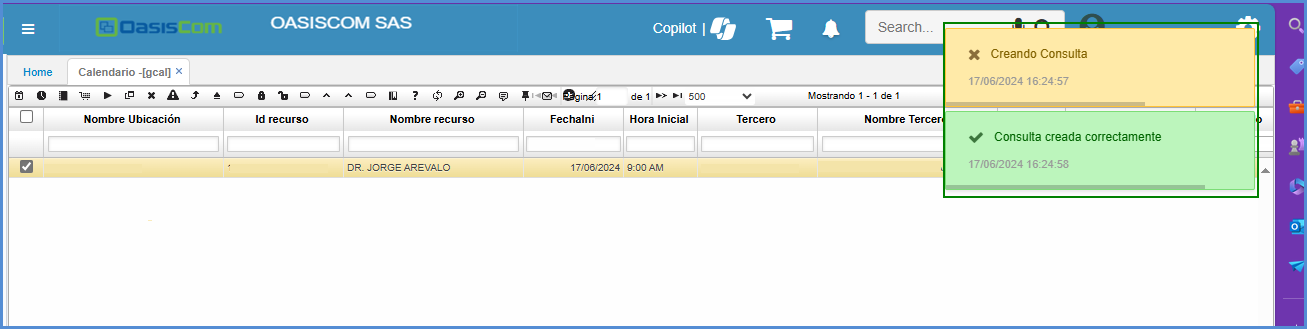 OasisCom
OASISCOM SAS
Copilot |
Search...
Home
Calendario -[gcal] ×
1
de 1
500
Mostrando 1 - 1 de 1
Nombre Ubicación
Id recurso
Nombre recurso
FechaIni
Hora Inicial
Tercero
Nombre Tercero
DR. JORGE AREVALO
17/06/2024
9:00 AM
Creando Consulta
17/06/2024 16:24:57
Consulta creada correctamente
17/06/2024 16:24:58